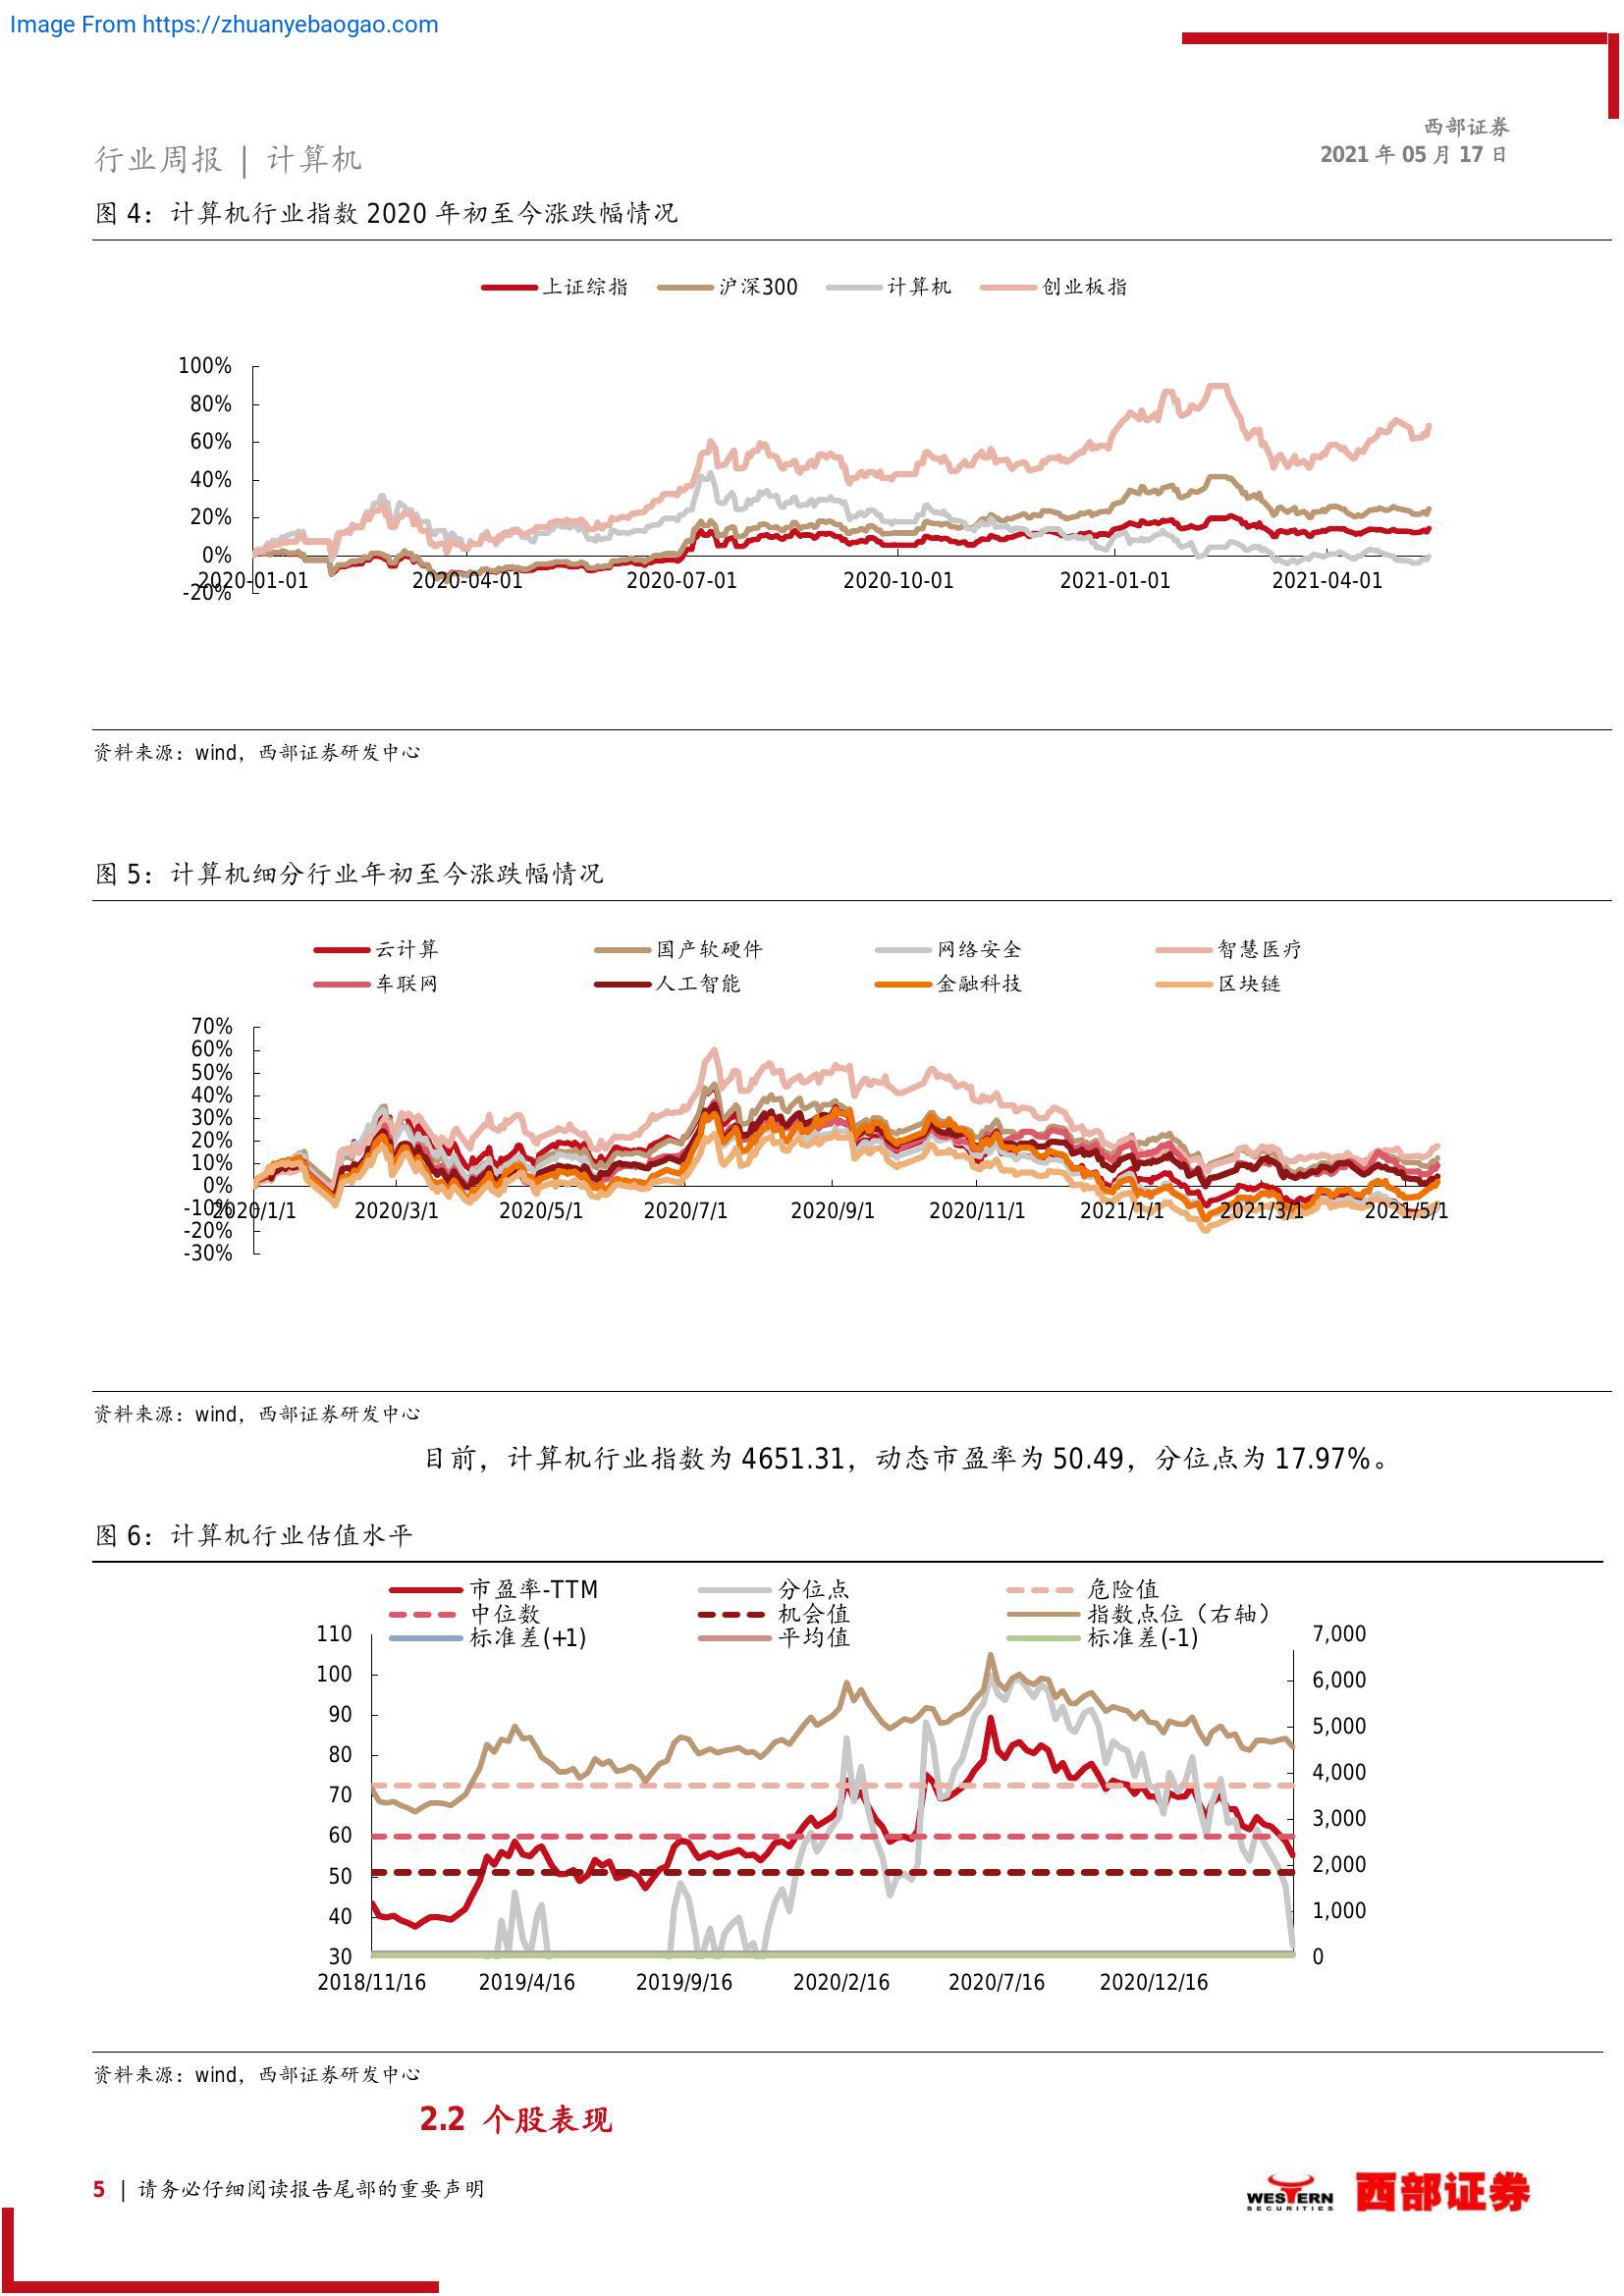 Image From https://zhuanyebaogao.com
西部证券
2021 年 05 月 17 日
行业周报 | 计算机
图 4：计算机行业指数 2020 年初至今涨跌幅情况
上证综指 沪深300 计算机 创业板指
100%
80%
60%
40%
20%
0%
-20%
2020-01-01 2020-04-01 2020-07-01 2020-10-01 2021-01-01 2021-04-01
资料来源：wind，西部证券研发中心
图 5：计算机细分行业年初至今涨跌幅情况
云计算 国产软硬件 网络安全 智慧医疗
车联网 人工智能 金融科技 区块链
70%
60%
50%
40%
30%
20%
10%
0%
-10%
-20%
-30%
2020/1/1 2020/3/1 2020/5/1 2020/7/1 2020/9/1 2020/11/1 2021/1/1 2021/3/1 2021/5/1
资料来源：wind，西部证券研发中心
目前，计算机行业指数为 4651.31，动态市盈率为 50.49，分位点为 17.97%。
图 6：计算机行业估值水平
市盈率-TTM 分位点 危险值
中位数 机会值 指数点位（右轴）
标准差(+1) 平均值 标准差(-1)
110 7,000
100 6,000
90 5,000
80 4,000
70 3,000
60 2,000
50 1,000
40 0
30
2018/11/16 2019/4/16 2019/9/16 2020/2/16 2020/7/16 2020/12/16
资料来源：wind，西部证券研发中心
2.2 个股表现
5 | 请务必仔细阅读报告尾部的重要声明
WESTERN
SECURITIES
西部证券